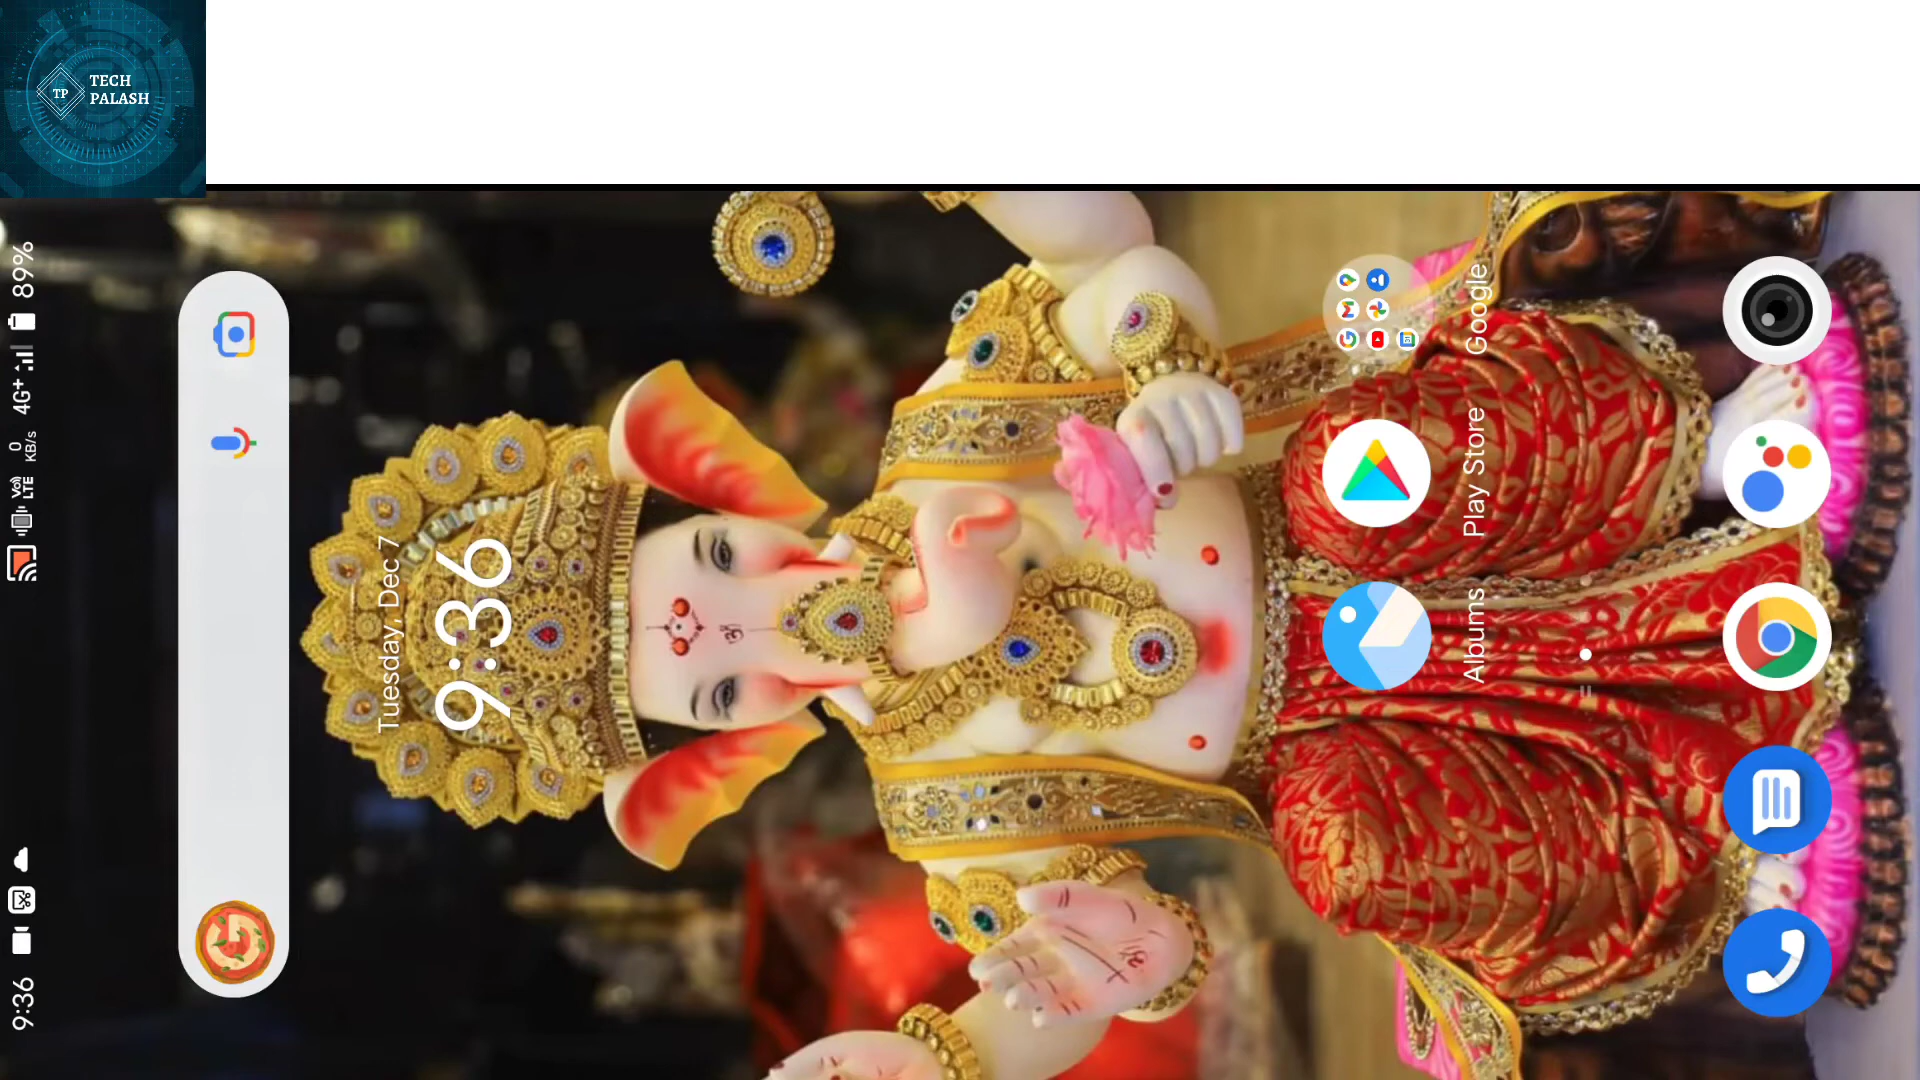 TP
TECH
PALASH
9:36
0
KB/s
Vo))
LTE
4G+
89%
Tuesday, Dec 7
9:36
ॐ
ॐ
Albums
Play Store
Google